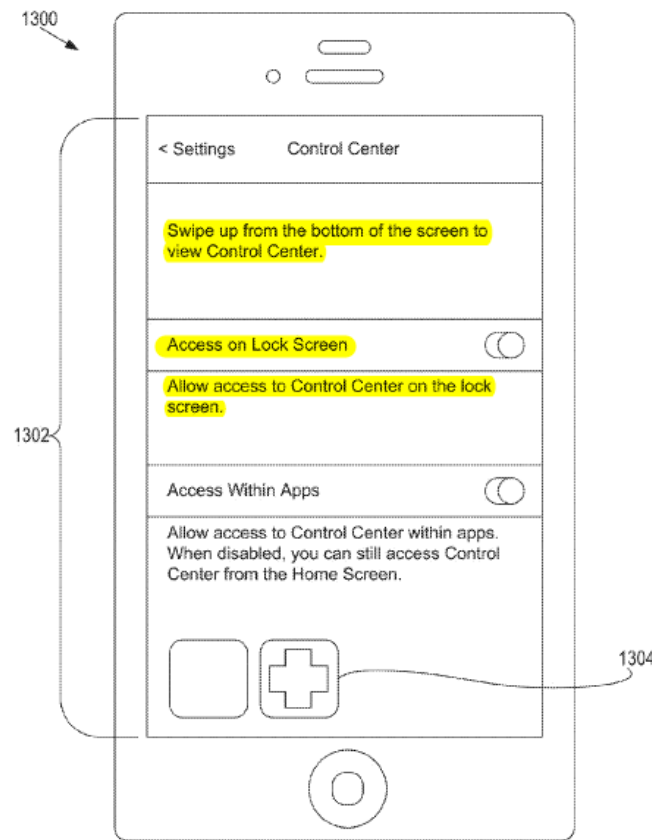 1300
< Settings Control Center
Swipe up from the bottom of the screen to
view Control Center.
Access on Lock Screen
Allow access to Control Center on the lock
screen.
1302
Access Within Apps
Allow access to Control Center within apps.
When disabled, you can still access Control
Center from the Home Screen.
1304